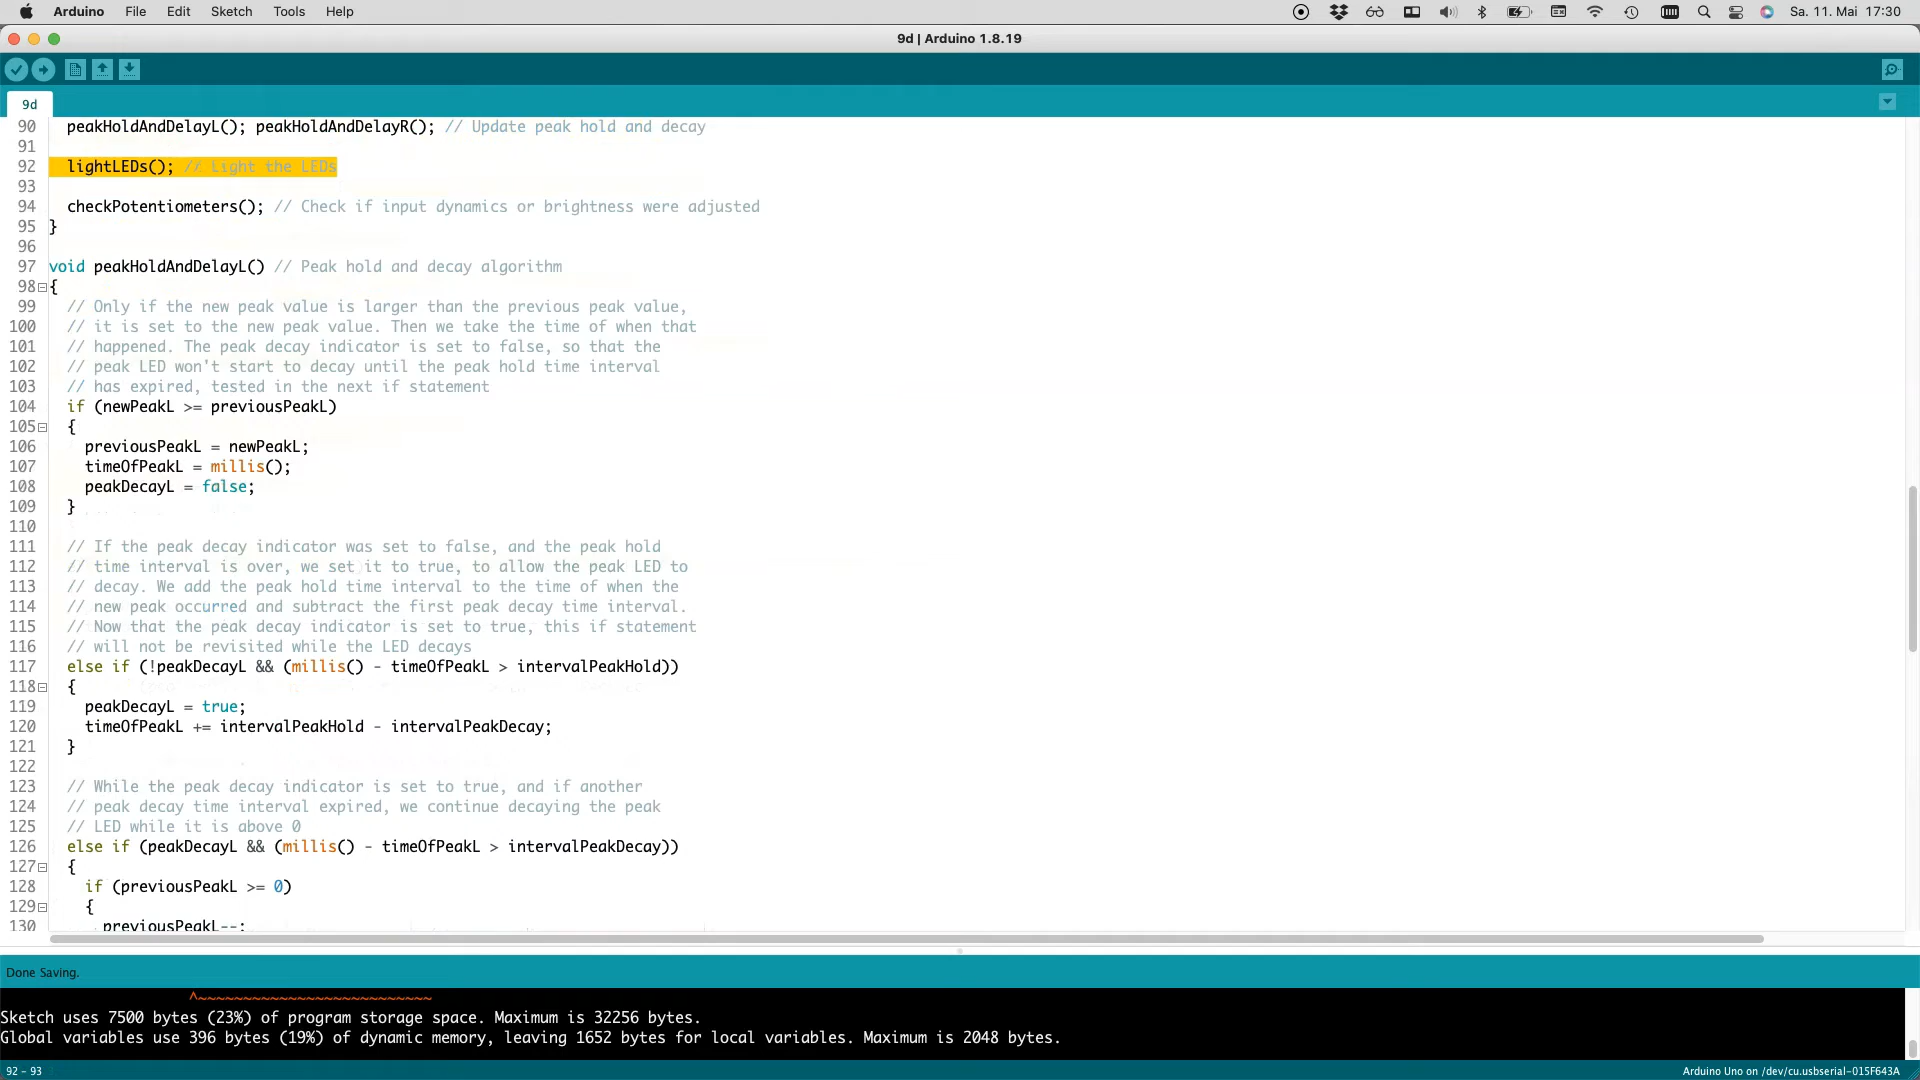 Arduino File Edit Sketch Tools Help Sa. 11. Mai 17:30
9d | Arduino 1.8.19
9d
90 peakHoldAndDelayL(); peakHoldAndDelayR(); // Update peak hold and decay
91
92 lightLEDs(); // Light the LEDs
93
94 checkPotentiometers(); // Check if input dynamics or brightness were adjusted
95 }
96
97 void peakHoldAndDelayL() // Peak hold and decay algorithm
98 {
99 // Only if the new peak value is larger than the previous peak value,
100 // it is set to the new peak value. Then we take the time of when that
101 // happened. The peak decay indicator is set to false, so that the
102 // peak LED won't start to decay until the peak hold time interval
103 // has expired, tested in the next if statement
104 if (newPeakL >= previousPeakL)
105 {
106 previousPeakL = newPeakL;
107 timeOfPeakL = millis();
108 peakDecayL = false;
109 }
110
111 // If the peak decay indicator was set to false, and the peak hold
112 // time interval is over, we set it to true, to allow the peak LED to
113 // decay. We add the peak hold time interval to the time of when the
114 // new peak occurred and subtract the first peak decay time interval.
115 // Now that the peak decay indicator is set to true, this if statement
116 // will not be revisited while the LED decays
117 else if (!peakDecayL && (millis() - timeOfPeakL > intervalPeakHold))
118 {
119 peakDecayL = true;
120 timeOfPeakL += intervalPeakHold - intervalPeakDecay;
121 }
122
123 // While the peak decay indicator is set to true, and if another
124 // peak decay time interval expired, we continue decaying the peak
125 // LED while it is above 0
126 else if (peakDecayL && (millis() - timeOfPeakL > intervalPeakDecay))
127 {
128 if (previousPeakL >= 0)
129 {
130 previousPeakL--;
Done Saving.
^~~~~~~~~~~~~~~~~~~~~~~~~~~
Sketch uses 7500 bytes (23%) of program storage space. Maximum is 32256 bytes.
Global variables use 396 bytes (19%) of dynamic memory, leaving 1652 bytes for local variables. Maximum is 2048 bytes.
92 - 93 Arduino Uno on /dev/cu.usbserial-015F643A